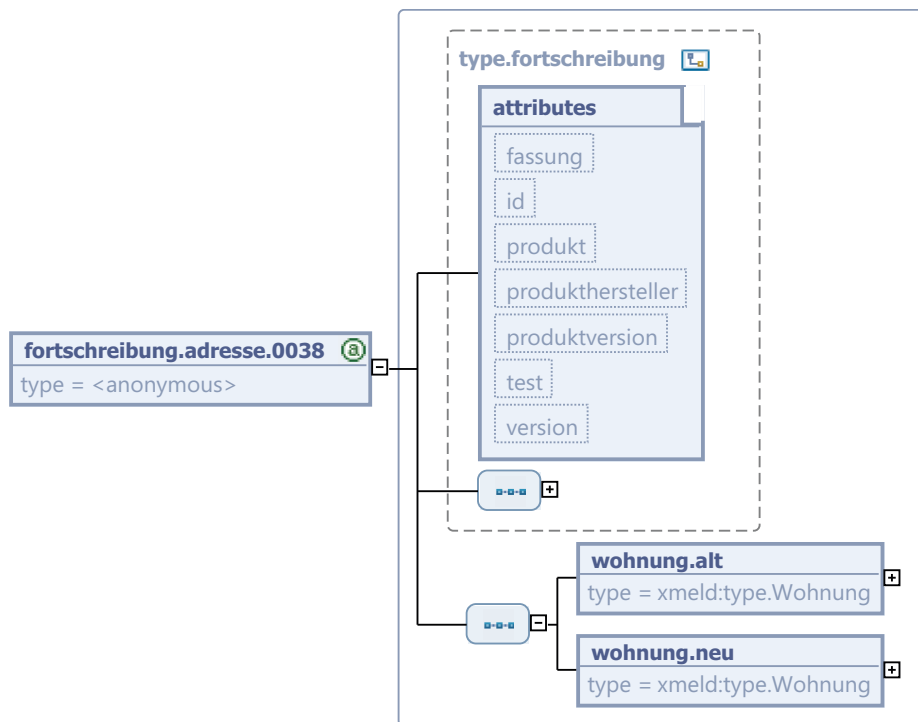 type.fortschreibung
attributes
fassung
id
produkt
produkthersteller
produktversion
test
version
fortschreibung.adresse.0038 a
type = <anonymous>
wohnung.alt
type = xmeld:type.Wohnung
wohnung.neu
type = xmeld:type.Wohnung